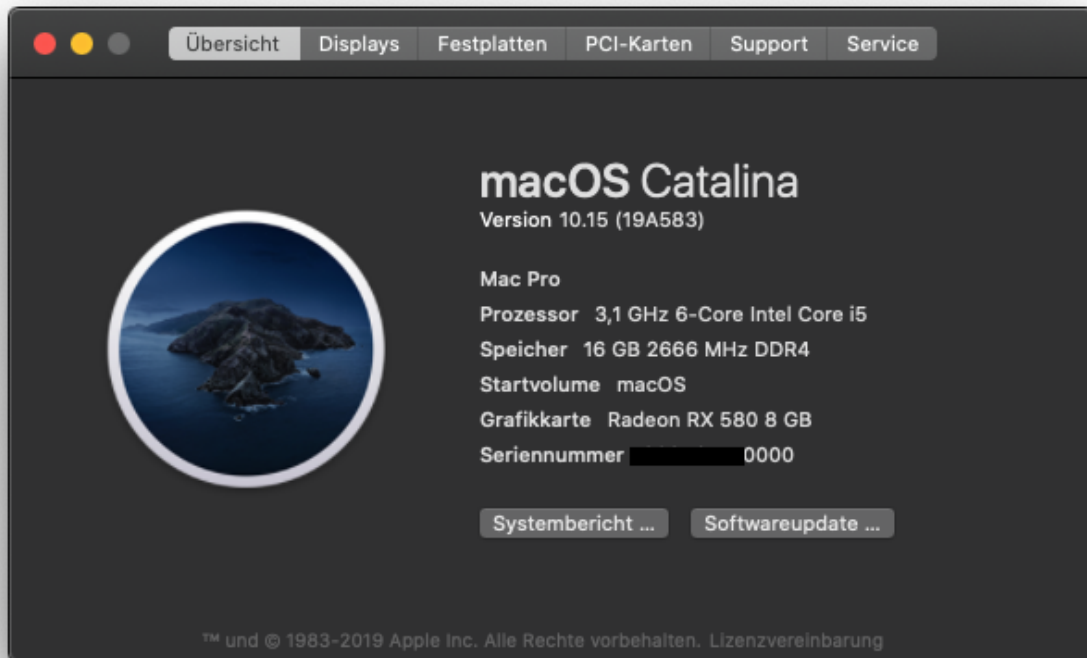 Übersicht Displays Festplatten PCI-Karten Support Service
macOS Catalina
Version 10.15 (19A583)
Mac Pro
Prozessor 3,1 GHz 6-Core Intel Core i5
Speicher 16 GB 2666 MHz DDR4
Startvolume macOS
Grafikkarte Radeon RX 580 8 GB
Seriennummer 0000
Systembericht ... Softwareupdate ...
™ und © 1983-2019 Apple Inc. Alle Rechte vorbehalten. Lizenzvereinbarung